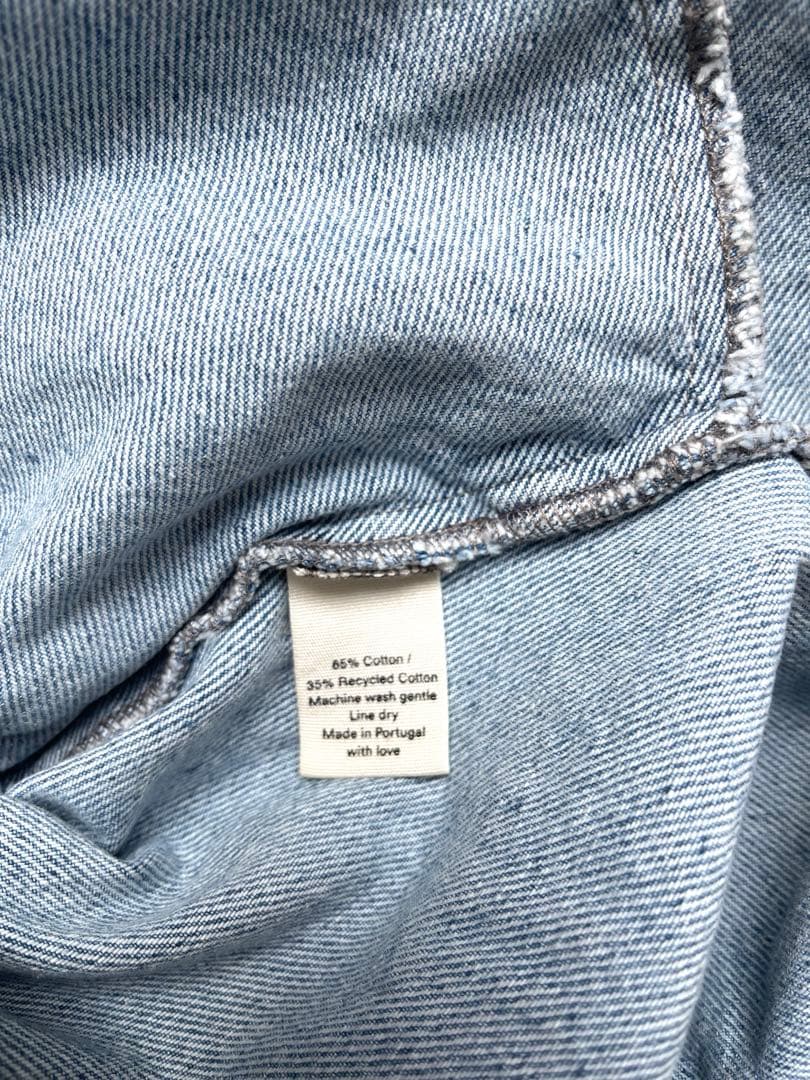 65% Cotton /
35% Recycled Cotton
Machine wash gentle
Line dry
Made in Portugal
with love